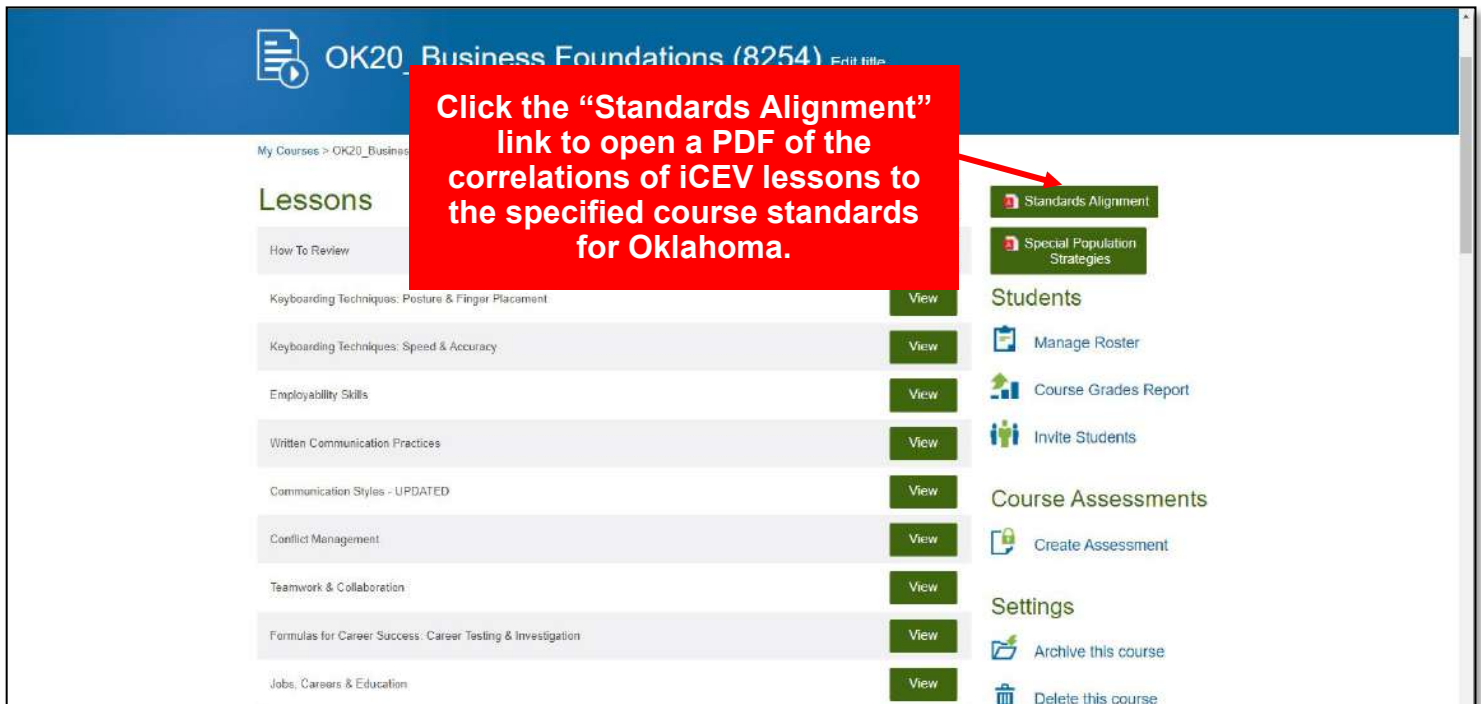 OK20_Business Foundations (8254) Edit title
Click the “Standards Alignment”
link to open a PDF of the
correlations of iCEV lessons to
the specified course standards
for Oklahoma.
My Courses > OK20_Busines
Lessons
How To Review
Keyboarding Techniques: Posture & Finger Placement
View
Keyboarding Techniques: Speed & Accuracy
View
Employability Skills
View
Written Communication Practices
View
Communication Styles - UPDATED
View
Conflict Management
View
Teamwork & Collaboration
View
Formulas for Career Success: Career Testing & Investigation
View
Jobs, Careers & Education
View
Standards Alignment
Special Population
Strategies
Students
Manage Roster
Course Grades Report
Invite Students
Course Assessments
Create Assessment
Settings
Archive this course
Delete this course